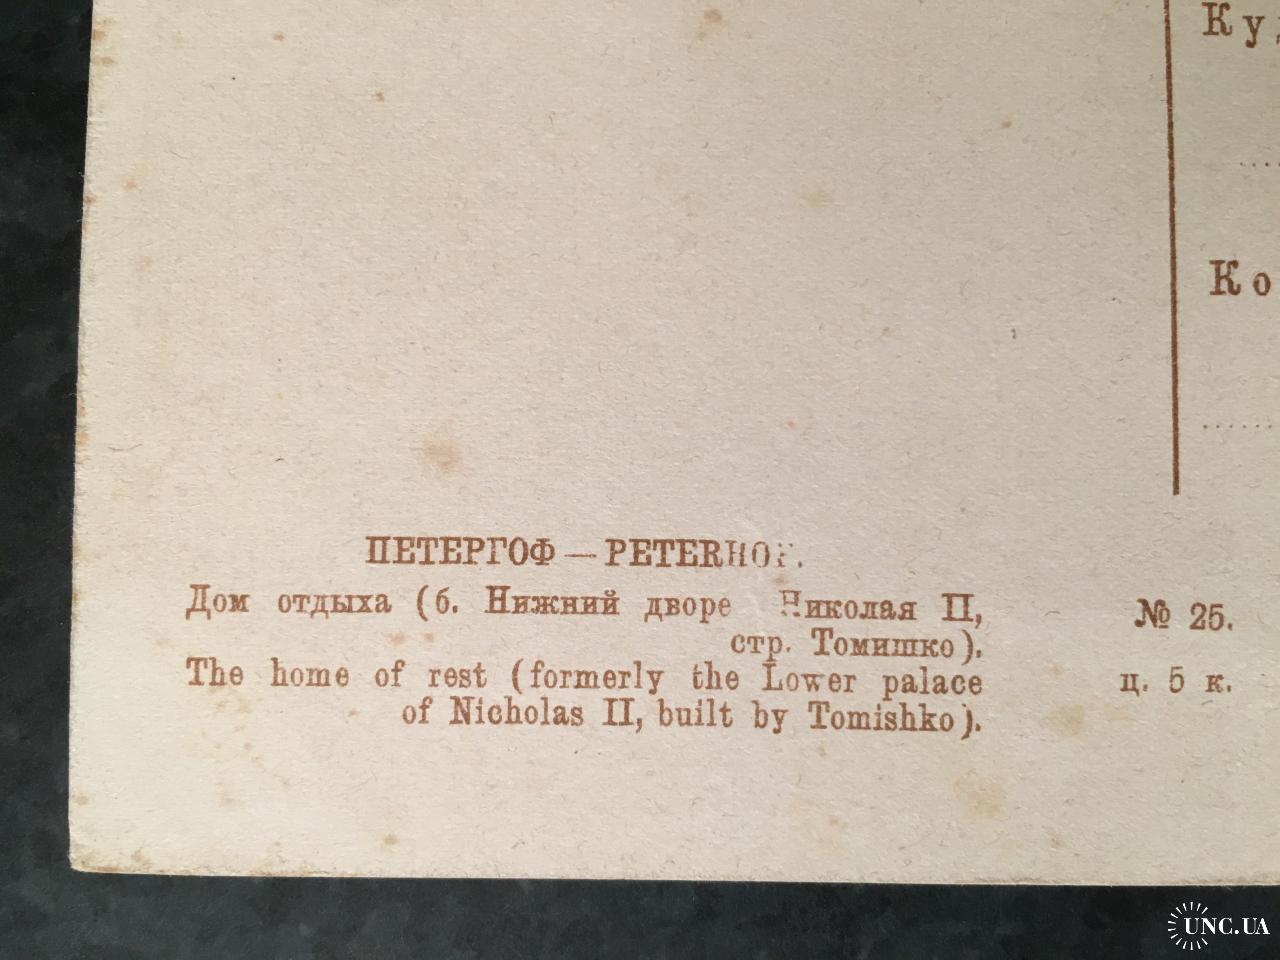 Ку
Ко
ПЕТЕРГОФ — PETERHOF.
Дом отдыха (б. Нижний дворе Николая II,
стр. Томишко).
The home of rest (formerly the Lower palace
of Nicholas II, built by Tomishko).
№ 25.
ц. 5 к.
UNC.UA